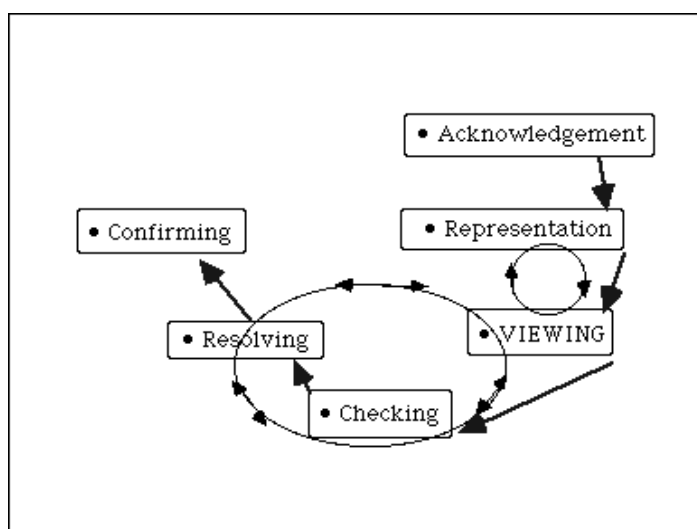 • Acknowledgement
• Representation
• Confirming
• VIEWING
• Resolving
• Checking